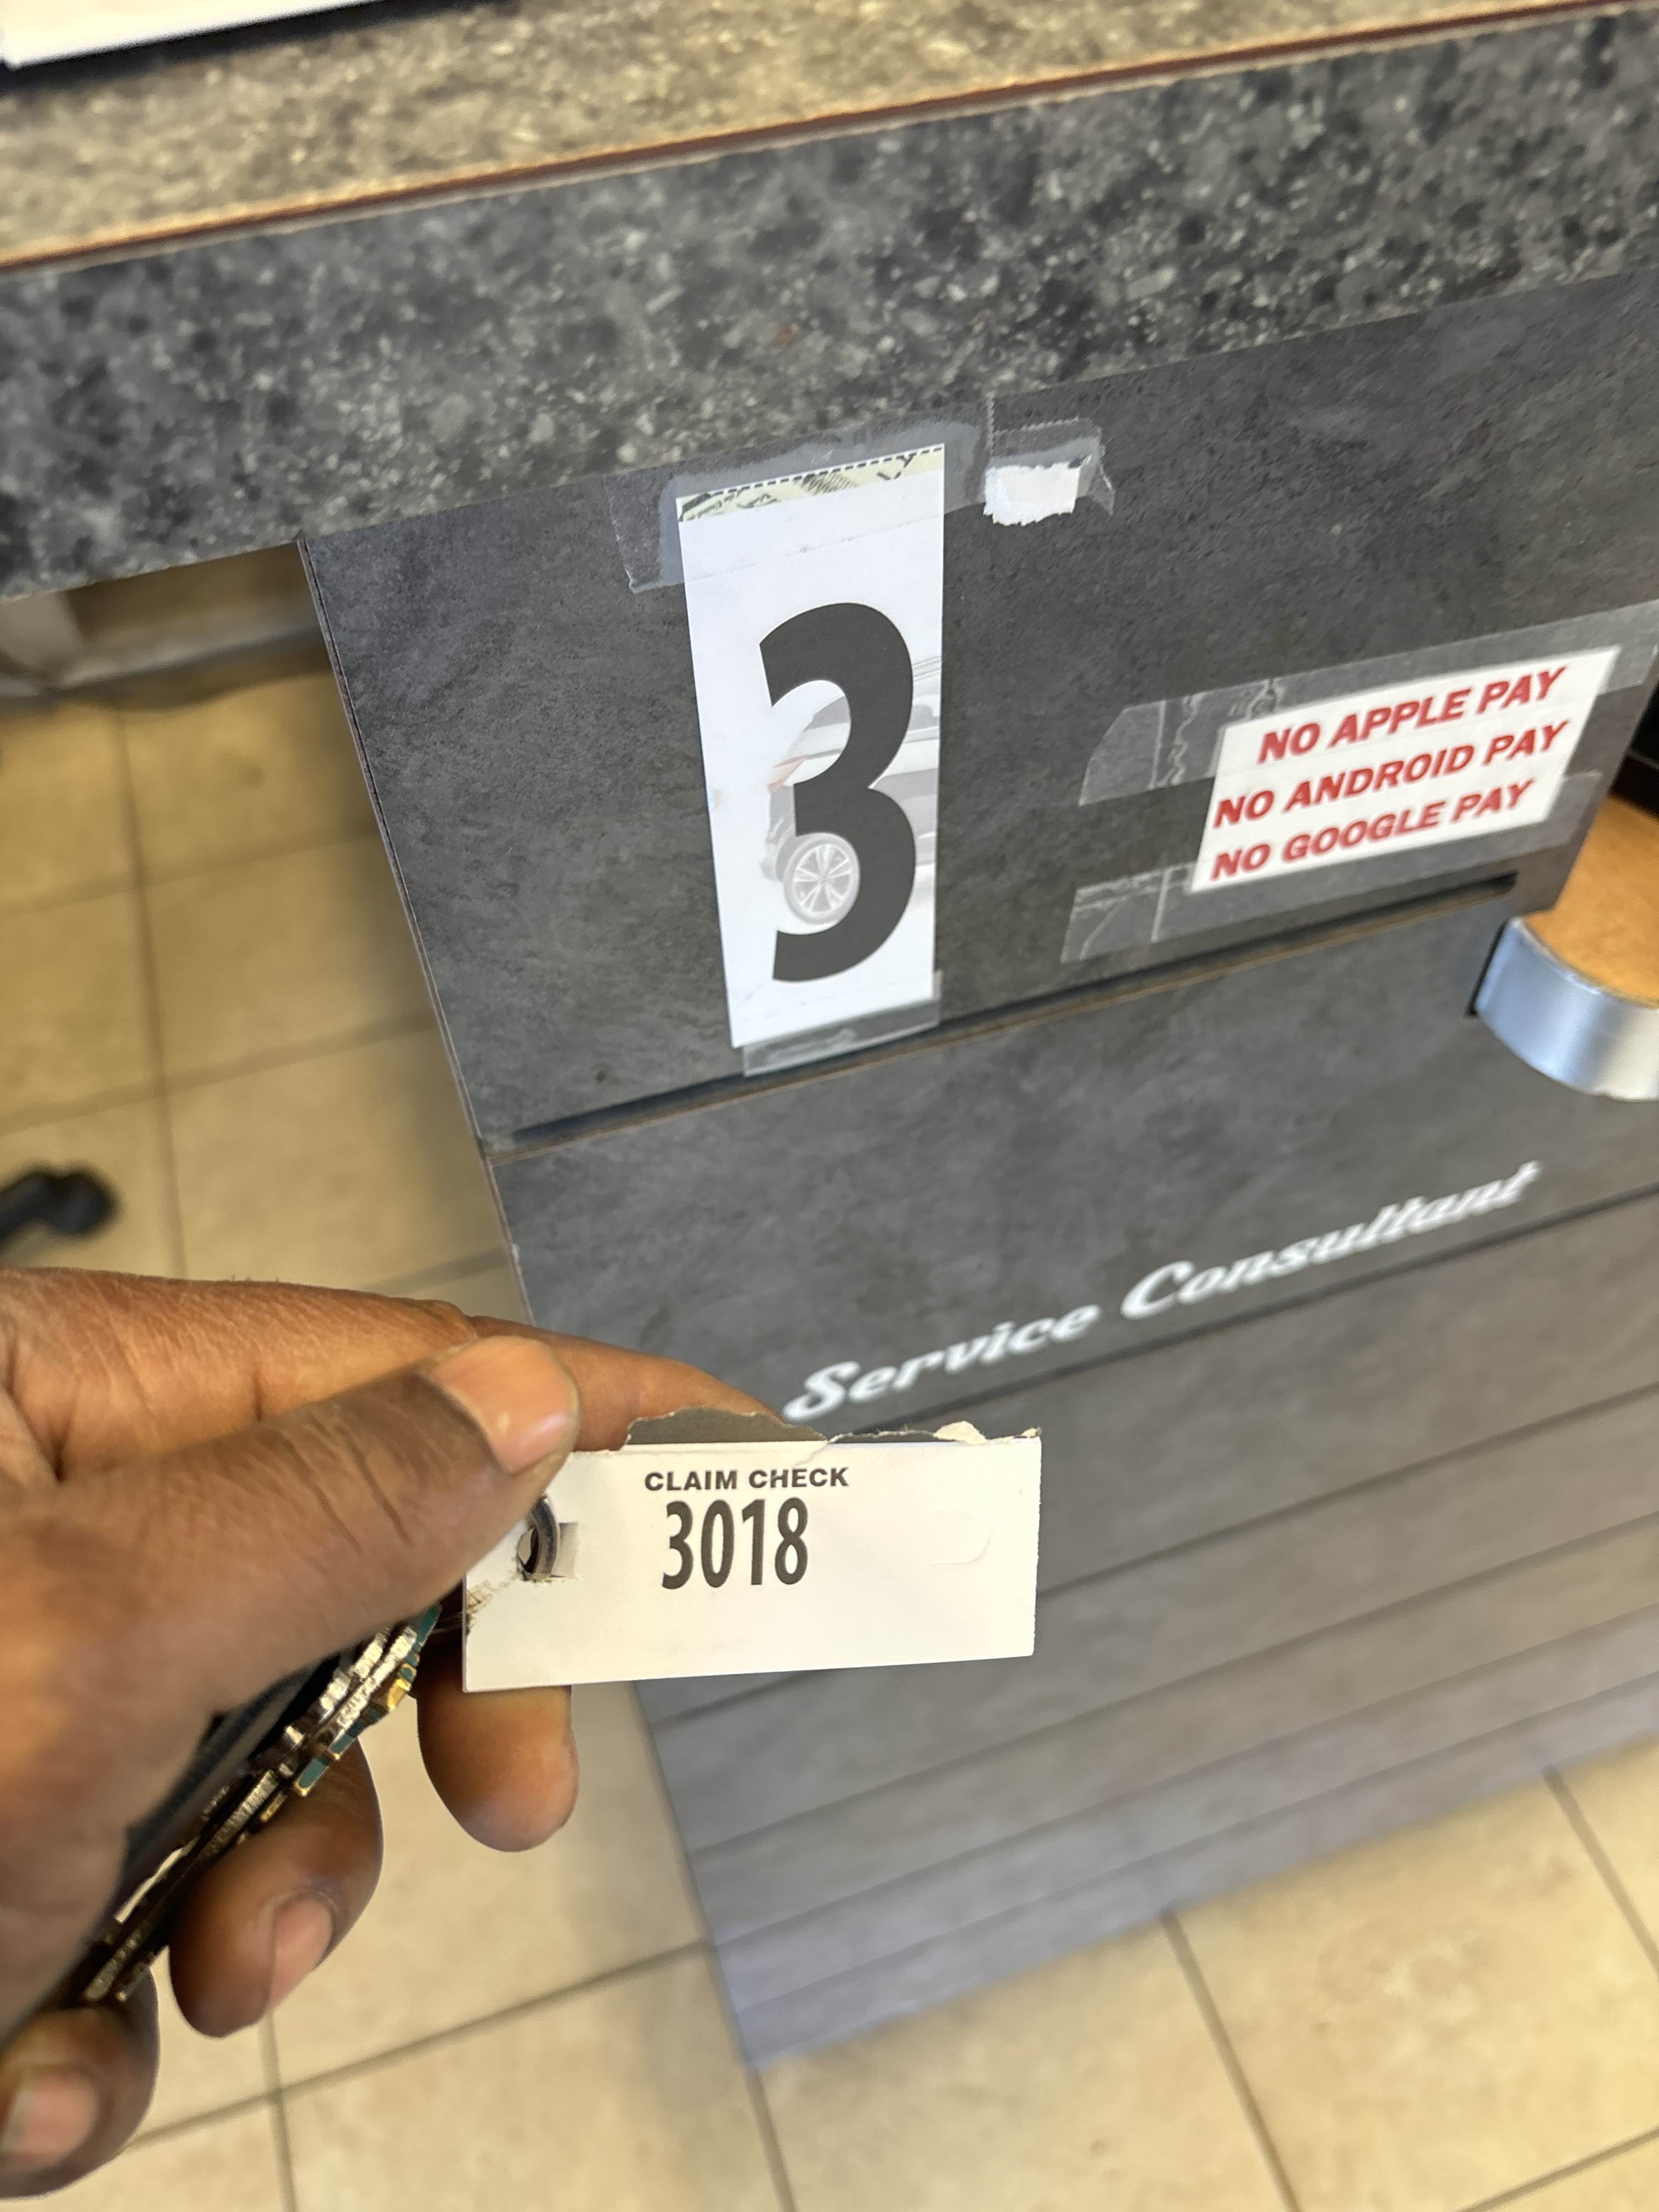 3
NO APPLE PAY
NO ANDROID PAY
NO GOOGLE PAY
Service Consultant
CLAIM CHECK
3018